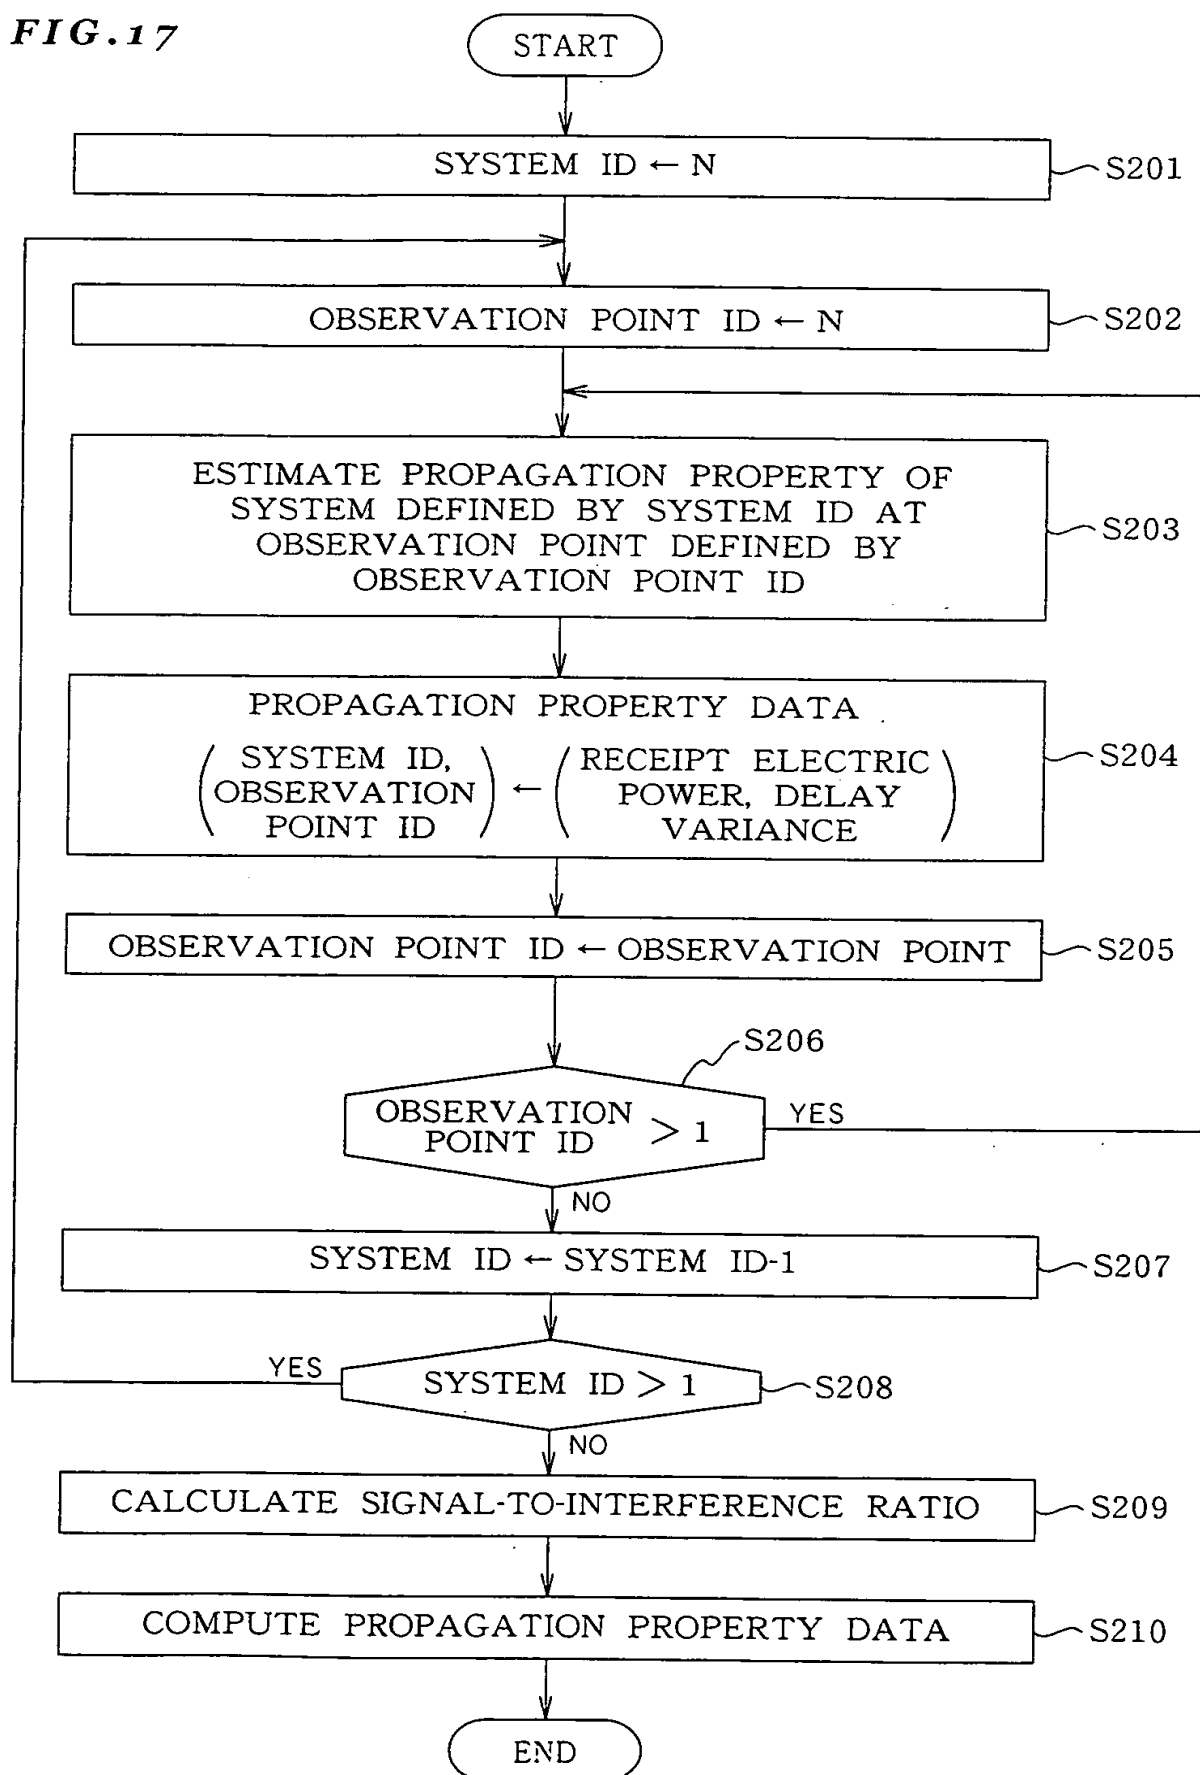 FIG.17
START
SYSTEM ID ← N
S201
OBSERVATION POINT ID ← N
S202
ESTIMATE PROPAGATION PROPERTY OF
SYSTEM DEFINED BY SYSTEM ID AT
OBSERVATION POINT DEFINED BY
OBSERVATION POINT ID
S203
PROPAGATION PROPERTY DATA
(SYSTEM ID, OBSERVATION POINT ID) ← (RECEIPT ELECTRIC POWER, DELAY VARIANCE)
S204
OBSERVATION POINT ID ← OBSERVATION POINT
S205
S206
OBSERVATION
POINT ID > 1
YES
NO
SYSTEM ID ← SYSTEM ID-1
S207
YES
SYSTEM ID > 1
S208
NO
CALCULATE SIGNAL-TO-INTERFERENCE RATIO
S209
COMPUTE PROPAGATION PROPERTY DATA
S210
END